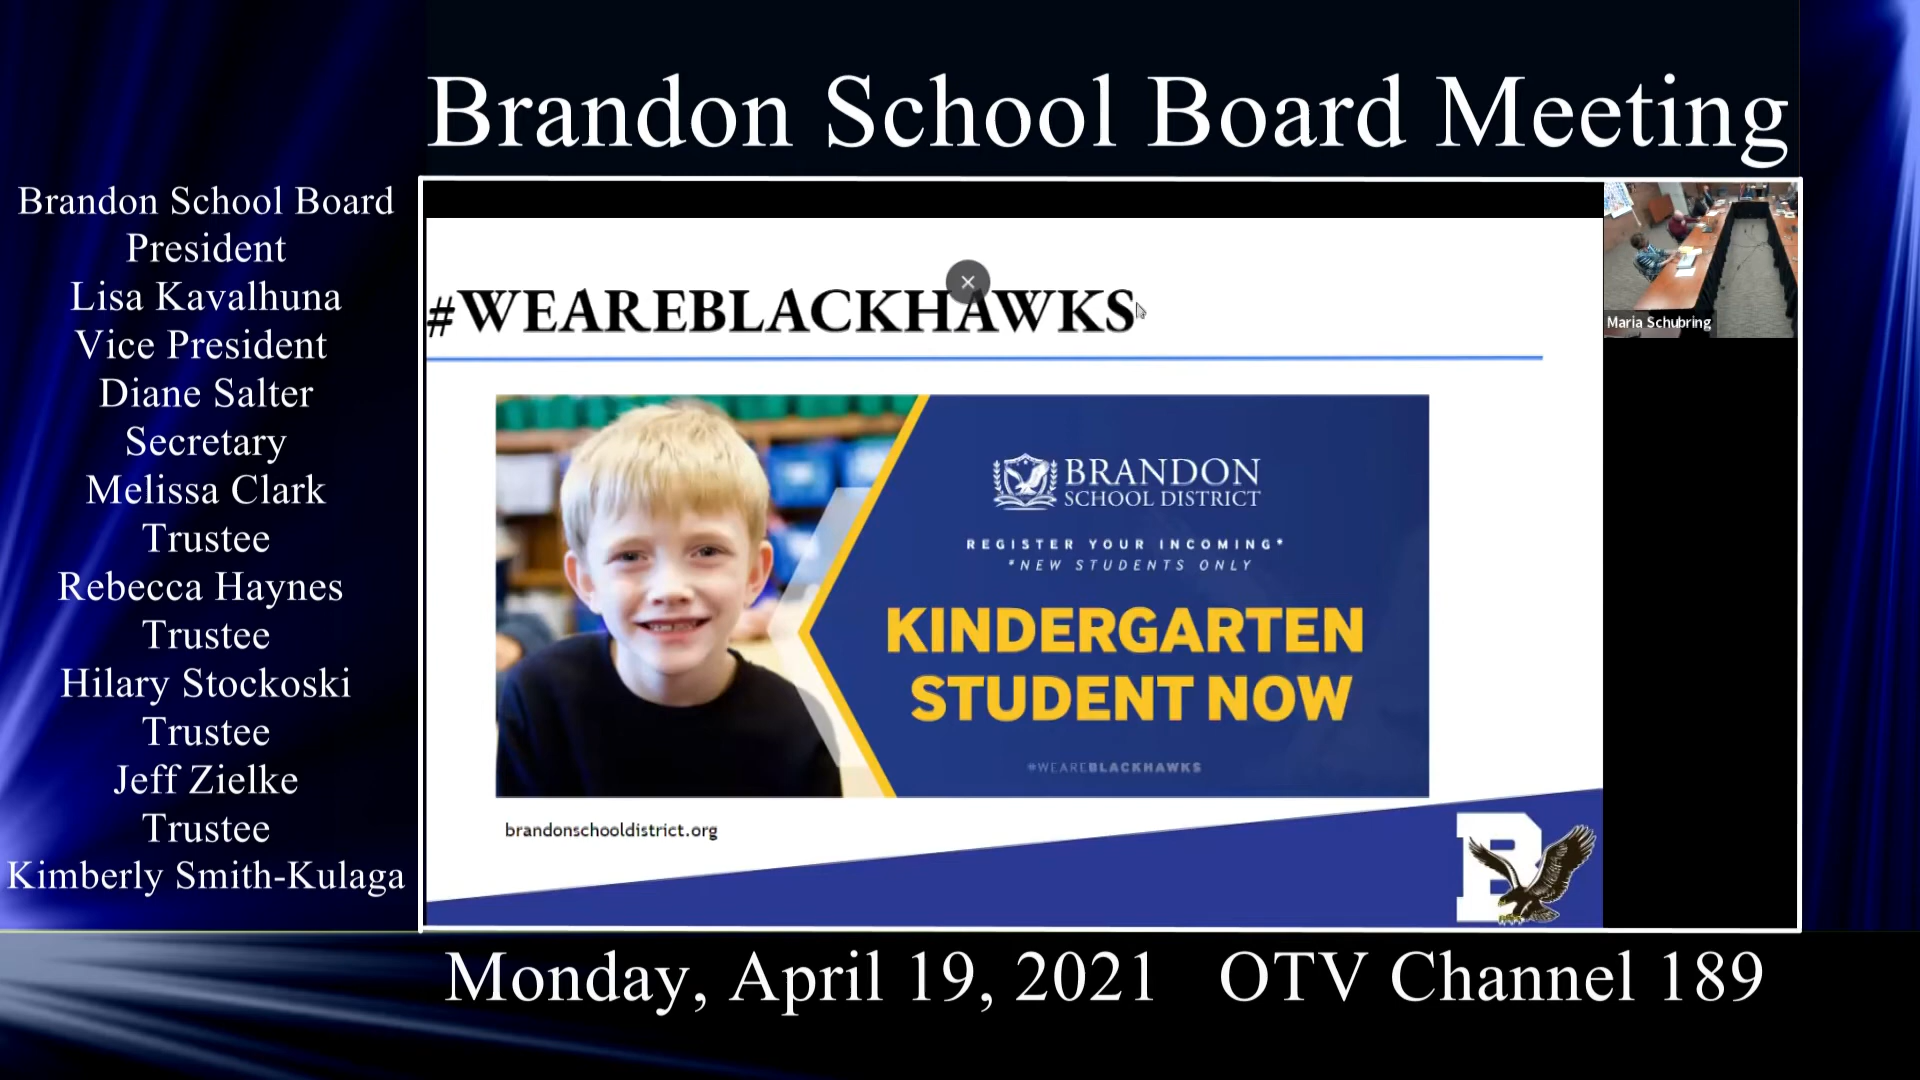 Brandon School Board Meeting
Brandon School Board
President
Lisa Kavalhuna
Vice President
Diane Salter
Secretary
Melissa Clark
Trustee
Rebecca Haynes
Trustee
Hilary Stockoski
Trustee
Jeff Zielke
Trustee
Kimberly Smith-Kulaga
#WEAREBLACKHAWKS
BRANDON
SCHOOL DISTRICT
REGISTER YOUR INCOMING*
*NEW STUDENTS ONLY
KINDERGARTEN
STUDENT NOW
#WEAREBLACKHAWKS
brandonschooldistrict.org
B
Maria Schubring
Monday, April 19, 2021 OTV Channel 189